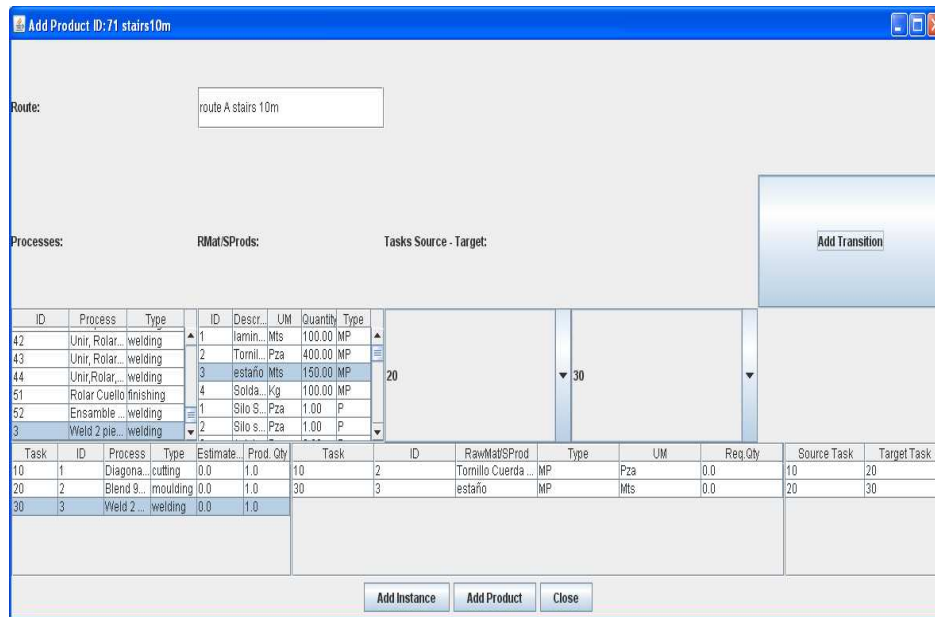 Add Product ID:71 stairs10m
Route: route A stairs 10m
Processes: RMat/SProds: Tasks Source - Target: Add Transition
ID Process Type ID Descr... UM Quantity Type
42 Unir, Rolar... welding 1 lamin... Mts 100.00 MP
43 Unir, Rolar... welding 2 Tornil... Pza 400.00 MP
44 Unir,Rolar,... welding 3 estaño Mts 150.00 MP 20 30
51 Rolar Cuello finishing 4 Solda... Kg 100.00 MP
52 Ensamble ... welding 1 Silo S... Pza 1.00 P
3 Weld 2 pie... welding 2 Silo s... Pza 1.00 P
Task ID Process Type Estimate... Prod. Qty Task ID RawMat/SProd Type UM Req.Qty Source Task Target Task
10 1 Diagona... cutting 0.0 1.0 10 2 Tornillo Cuerda ... MP Pza 0.0 10 20
20 2 Blend 9... moulding 0.0 1.0 30 3 estaño MP Mts 0.0 20 30
30 3 Weld 2 ... welding 0.0 1.0
Add Instance Add Product Close